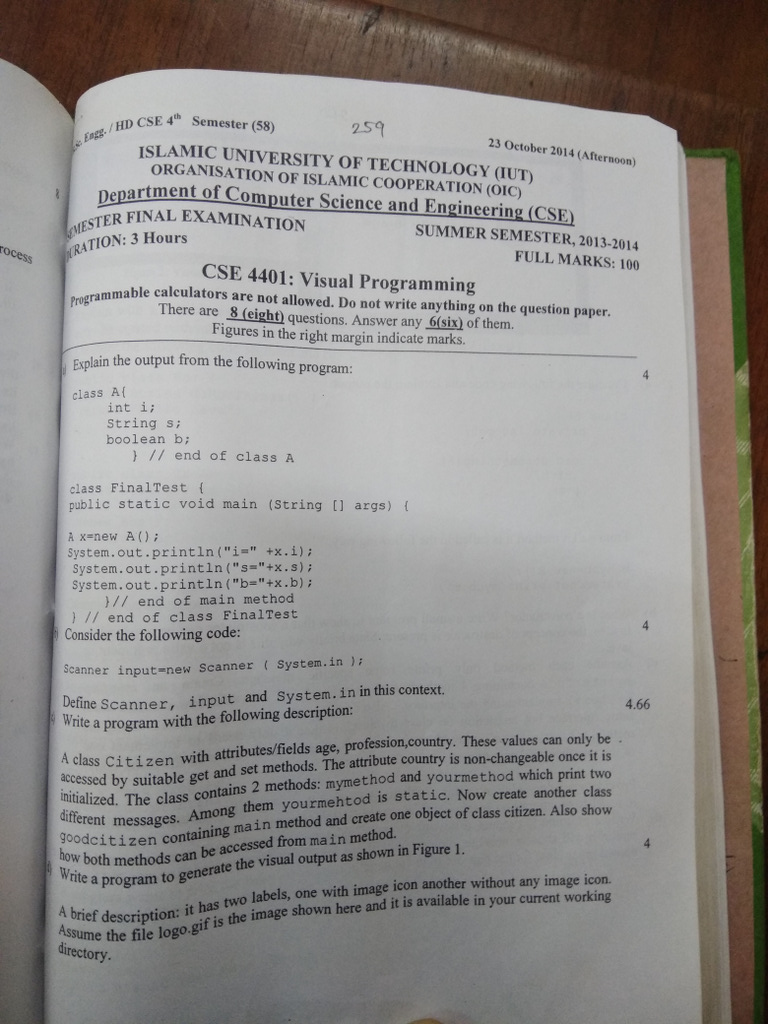 Sc. Engg. / HD CSE 4th Semester (58)
259
23 October 2014 (Afternoon)
ISLAMIC UNIVERSITY OF TECHNOLOGY (IUT)
ORGANISATION OF ISLAMIC COOPERATION (OIC)
Department of Computer Science and Engineering (CSE)
SEMESTER FINAL EXAMINATION
SUMMER SEMESTER, 2013-2014
DURATION: 3 Hours
FULL MARKS: 100
CSE 4401: Visual Programming
Programmable calculators are not allowed. Do not write anything on the question paper.
There are 8 (eight) questions. Answer any 6(six) of them.
Figures in the right margin indicate marks.
Explain the output from the following program:
4
class A{
int i;
String s;
boolean b;
} // end of class A
class FinalTest {
public static void main (String [] args) {
A x=new A();
System.out.println("i=" +x.i);
System.out.println("s="+x.s);
System.out.println("b="+x.b);
}// end of main method
} // end of class FinalTest
Consider the following code:
4
Scanner input=new Scanner ( System.in );
Define Scanner, input and System.in in this context.
Write a program with the following description:
4.66
A class Citizen with attributes/fields age, profession,country. These values can only be
accessed by suitable get and set methods. The attribute country is non-changeable once it is
initialized. The class contains 2 methods: mymethod and yourmethod which print two
different messages. Among them yourmehtod is static. Now create another class
goodcitizen containing main method and create one object of class citizen. Also show
how both methods can be accessed from main method.
Write a program to generate the visual output as shown in Figure 1.
4
A brief description: it has two labels, one with image icon another without any image icon.
Assume the file logo.gif is the image shown here and it is available in your current working
directory.
8
rocess